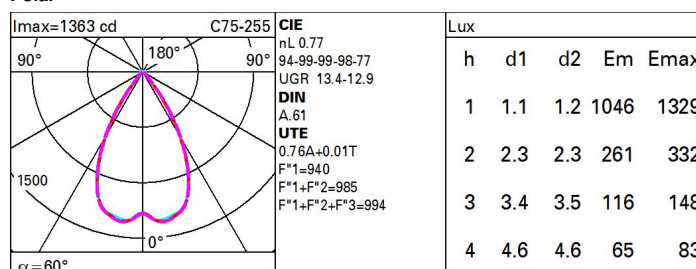 Imax=1363 cd C75-255
90° 180° 90°
1500
0°
α=60°
CIE
nL 0.77
94-99-99-98-77
UGR 13.4-12.9
DIN
A.61
UTE
0.76A+0.01T
F"1=940
F"1+F"2=985
F"1+F"2+F"3=994
Lux
h d1 d2 Em Emax
1 1.1 1.2 1046 1329
2 2.3 2.3 261 332
3 3.4 3.5 116 148
4 4.6 4.6 65 83